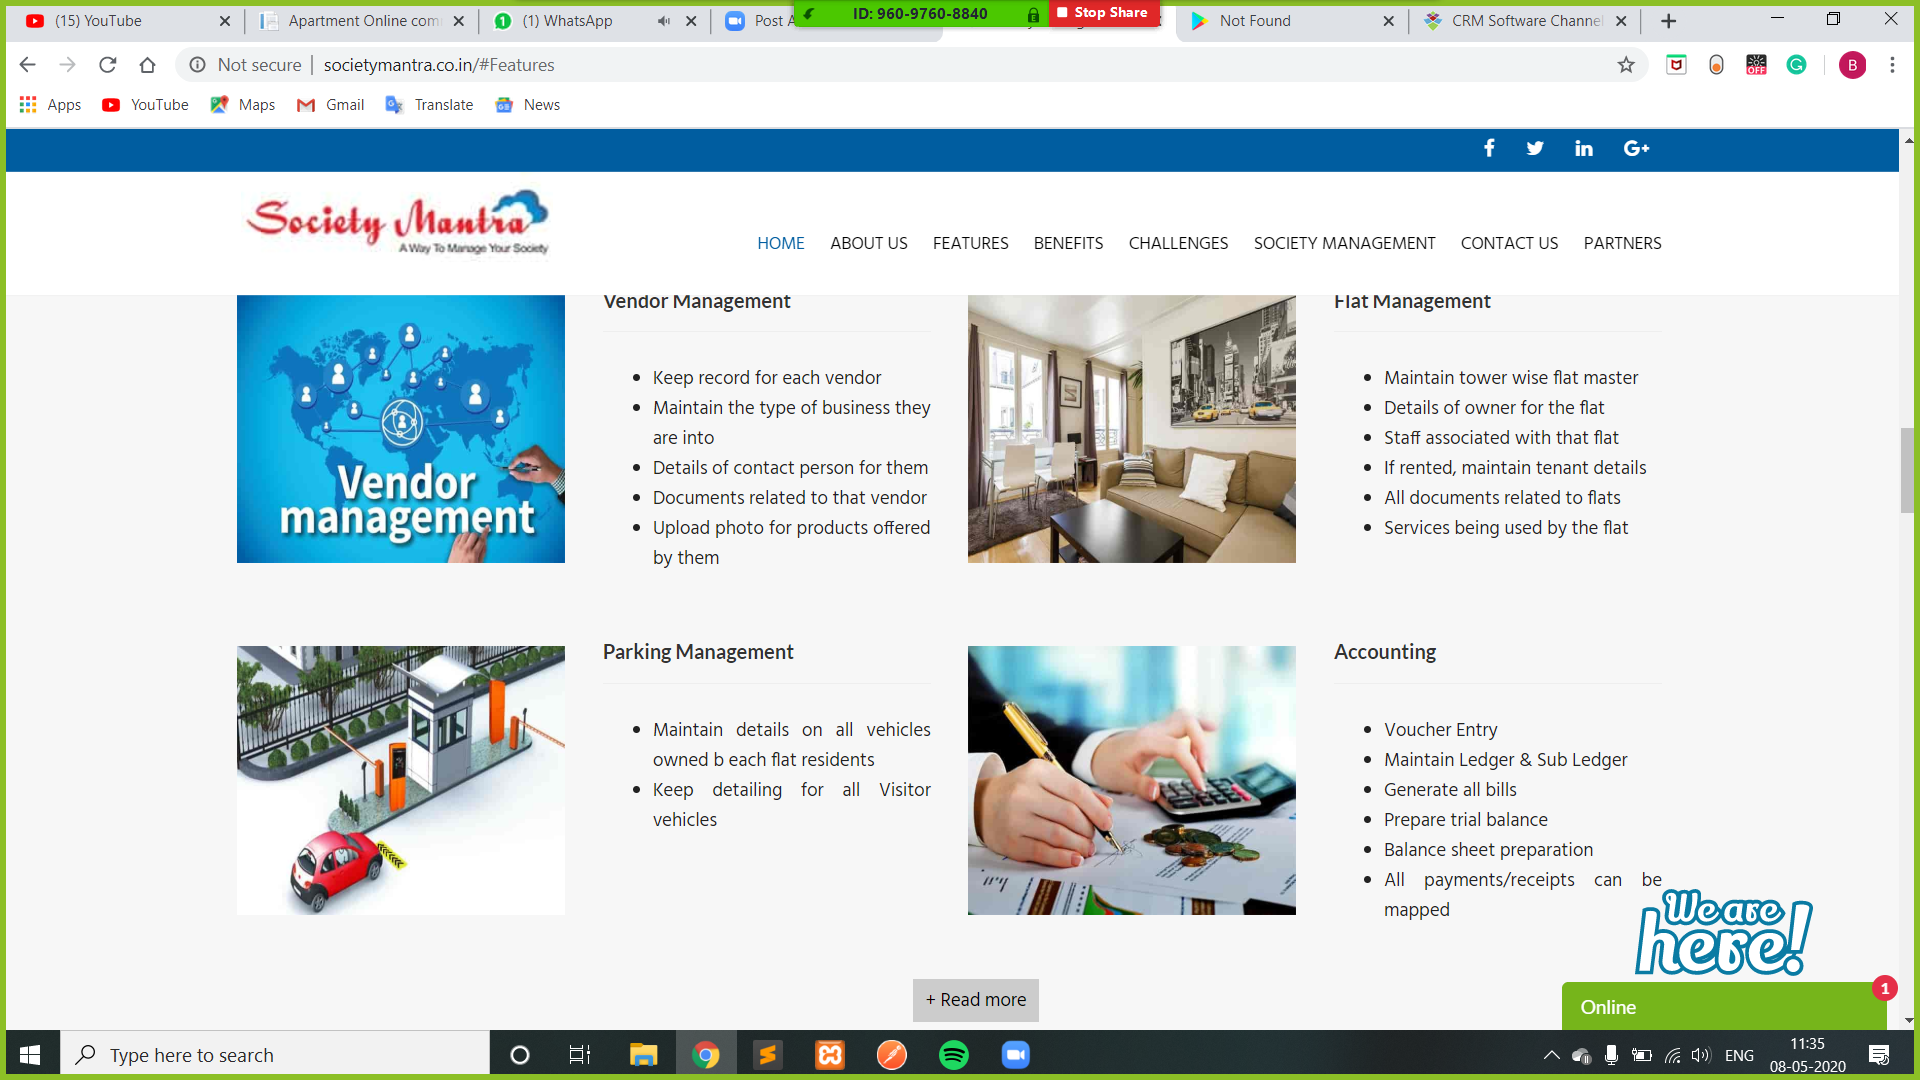 (15) YouTube
Apartment Online com
(1) WhatsApp
Post A
ID: 960-9760-8840
Stop Share
Not Found
CRM Software Channel
Not secure
societymantra.co.in/#Features
OFF
B
Apps
YouTube
Maps
Gmail
Translate
News
Society Mantra
A Way To Manage Your Society
HOME
ABOUT US
FEATURES
BENEFITS
CHALLENGES
SOCIETY MANAGEMENT
CONTACT US
PARTNERS
Vendor
management
Vendor Management
Keep record for each vendor
Maintain the type of business they
are into
Details of contact person for them
Documents related to that vendor
Upload photo for products offered
by them
Flat Management
Maintain tower wise flat master
Details of owner for the flat
Staff associated with that flat
If rented, maintain tenant details
All documents related to flats
Services being used by the flat
Parking Management
Maintain details on all vehicles
owned b each flat residents
Keep detailing for all Visitor
vehicles
Accounting
Voucher Entry
Maintain Ledger & Sub Ledger
Generate all bills
Prepare trial balance
Balance sheet preparation
All payments/receipts can be
mapped
+ Read more
We are
here!
Online
1
Type here to search
ENG
11:35
08-05-2020